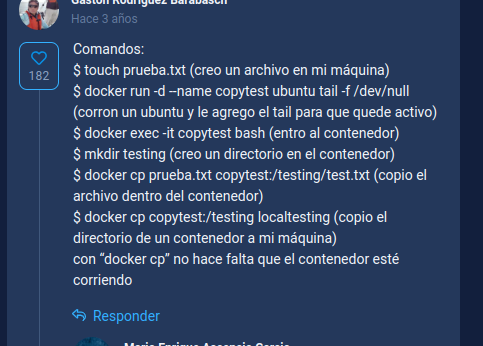 Gastón Rodríguez Barabasch
Hace 3 años
182
Comandos:
$ touch prueba.txt (creo un archivo en mi máquina)
$ docker run -d –name copytest ubuntu tail -f /dev/null
(corron un ubuntu y le agrego el tail para que quede activo)
$ docker exec -it copytest bash (entro al contenedor)
$ mkdir testing (creo un directorio en el contenedor)
$ docker cp prueba.txt copytest:/testing/test.txt (copio el
archivo dentro del contenedor)
$ docker cp copytest:/testing localtesting (copio el
directorio de un contenedor a mi máquina)
con “docker cp” no hace falta que el contenedor esté
corriendo
Responder